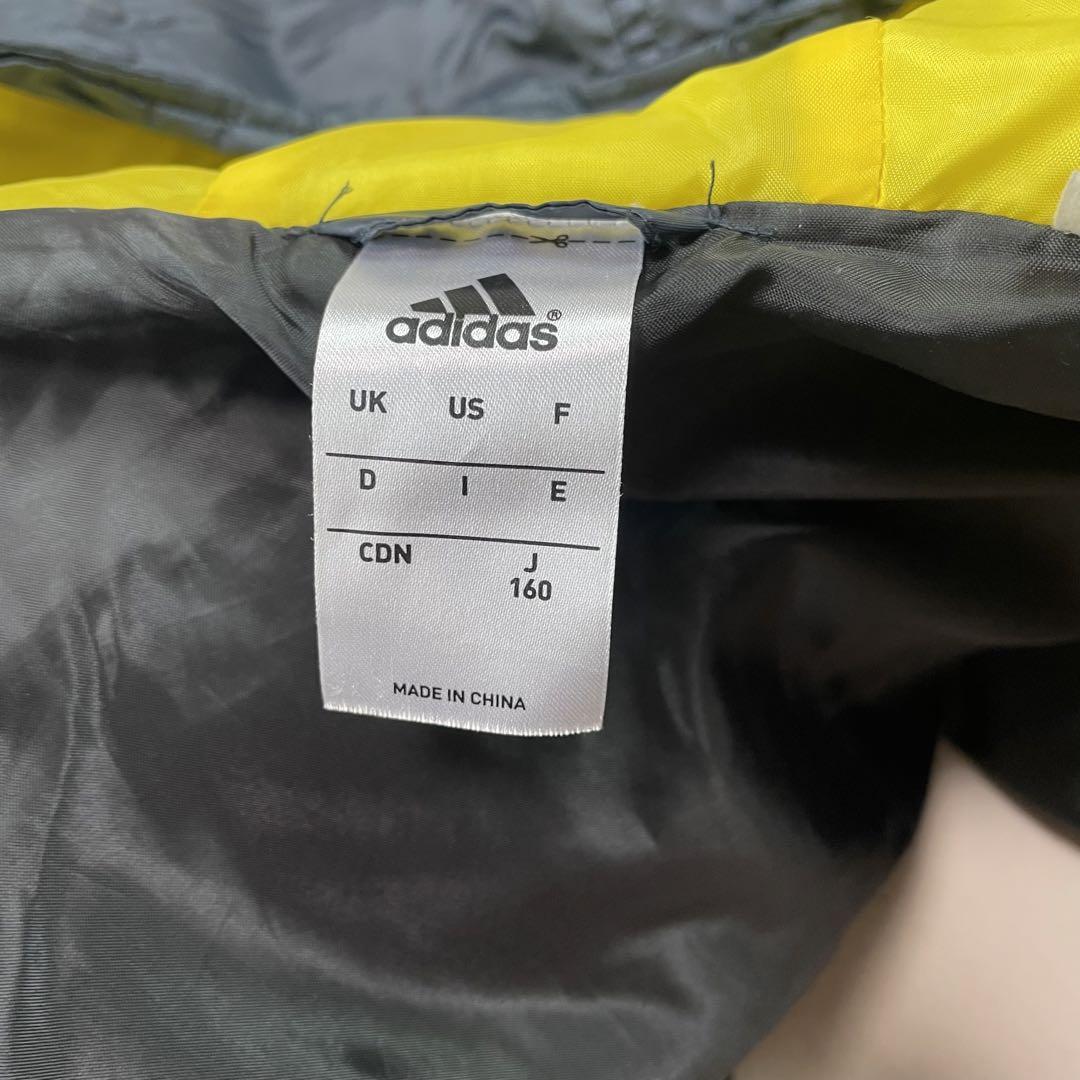 adidas®
UK US F
D I E
CDN J
160
MADE IN CHINA